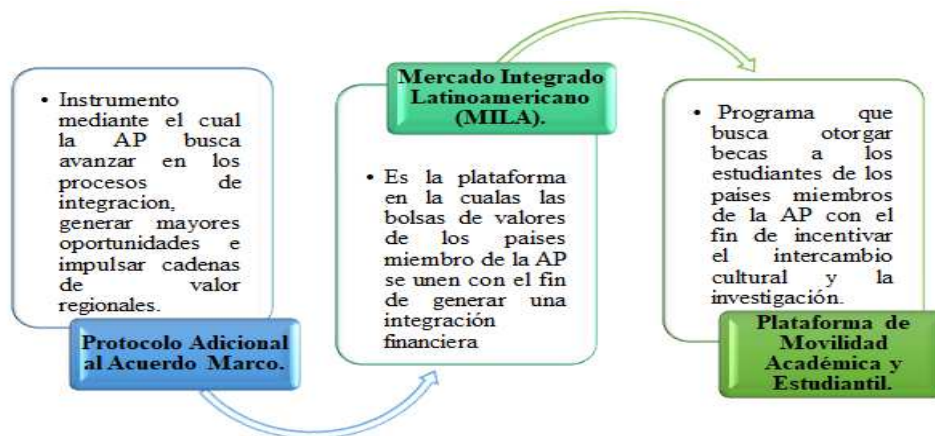 • Instrumento
mediante el cual
la AP busca
avanzar en los
procesos de
integracion,
generar mayores
oportunidades e
impulsar cadenas
de valor
regionales.
Protocolo Adicional
al Acuerdo Marco.
Mercado Integrado
Latinoamericano
(MILA).
• Es la plataforma
en la cualas las
bolsas de valores
de los paises
miembro de la AP
se unen con el fin
de generar una
integración
financiera
• Programa que
busca otorgar
becas a los
estudiantes de los
paises miembros
de la AP con el
fin de incentivar
el intercambio
cultural y la
investigación.
Plataforma de
Movilidad
Académica y
Estudiantil.